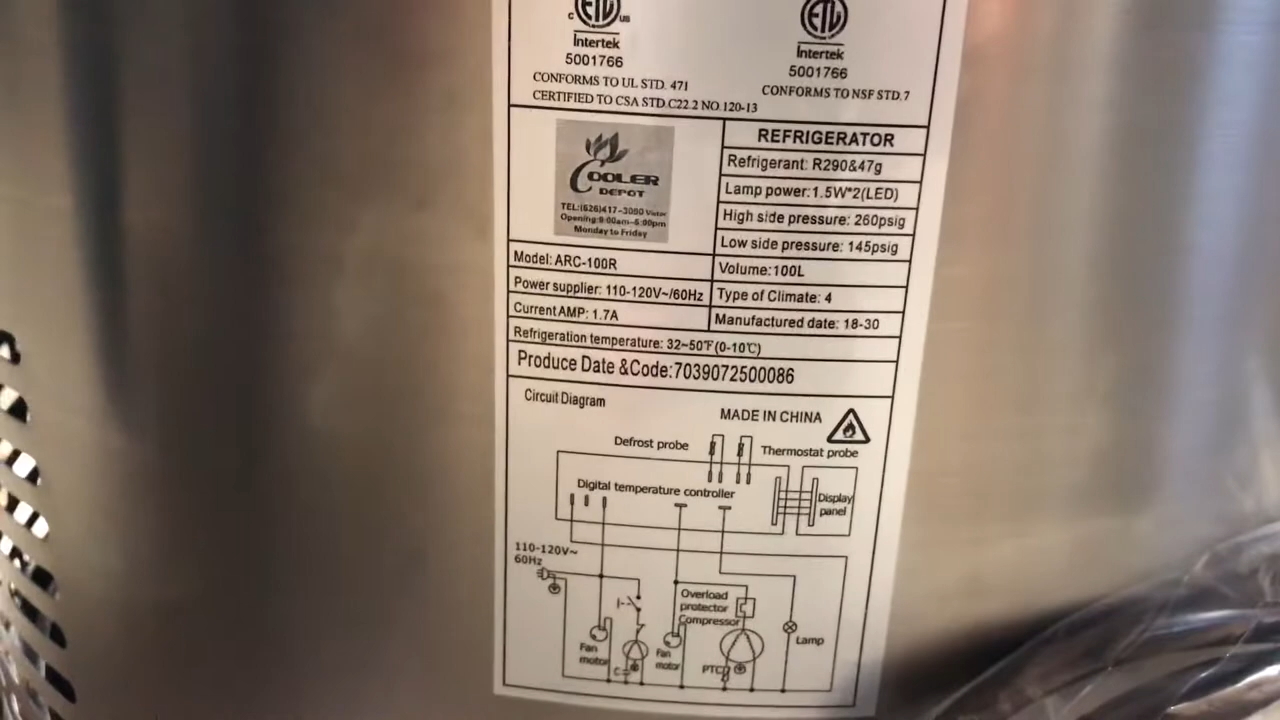 C ETL US
Intertek
5001766
CONFORMS TO UL STD. 471
CERTIFIED TO CSA STD.C22.2 NO.120-13
ETL
Intertek
5001766
CONFORMS TO NSF STD.7
COOLER
DEPOT
TEL:(626)417-3090 Victor
Opening:9:00am-5:00pm
Monday to Friday
REFRIGERATOR
Refrigerant: R290&47g
Lamp power:1.5W*2(LED)
High side pressure: 260psig
Low side pressure: 145psig
Volume:100L
Type of Climate: 4
Manufactured date: 18-30
Model: ARC-100R
Power supplier: 110-120V~/60Hz
Current AMP: 1.7A
Refrigeration temperature: 32~50℉(0-10℃)
Produce Date &Code:7039072500086
Circuit Diagram
MADE IN CHINA
Defrost probe
Thermostat probe
Digital temperature controller
Display
panel
110-120V~
60Hz
Overload
protector
Compressor
Fan
motor
C
Fan
motor
PTC
Lamp